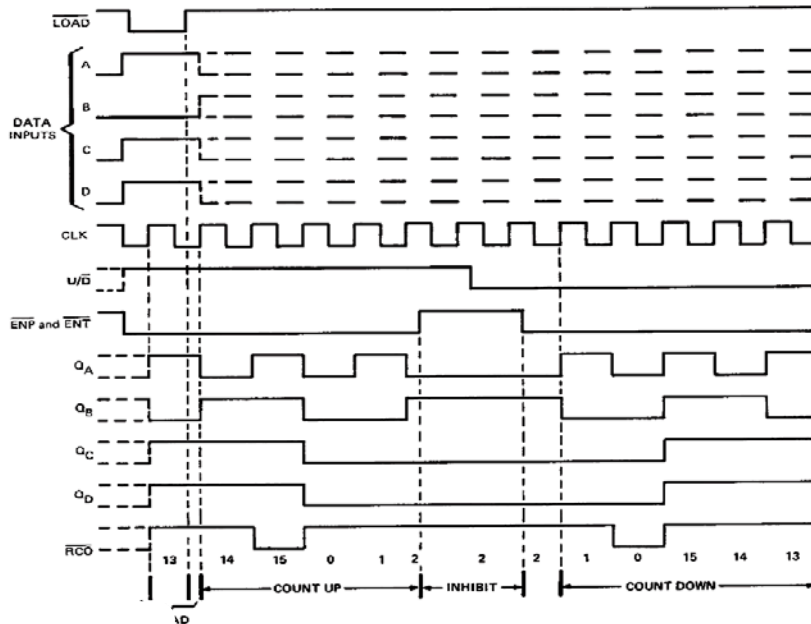 LOAD
A
B
DATA
INPUTS
C
D
CLK
U/D
ENP and ENT
QA
QB
QC
QD
RCO
13 14 15 0 1 2 2 2 1 0 15 14 13
COUNT UP INHIBIT COUNT DOWN